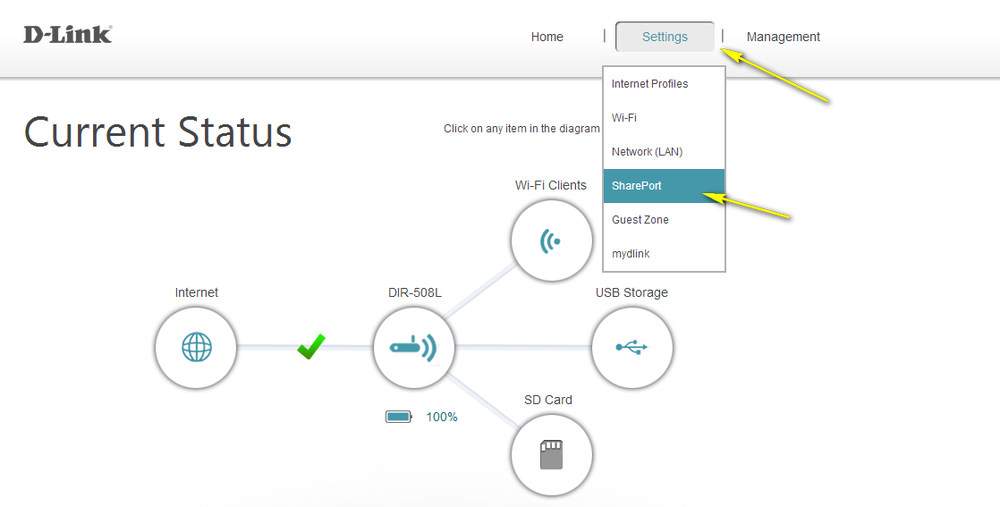 D-Link
Home | Settings | Management
Internet Profiles
Wi-Fi
Network (LAN)
SharePort
Guest Zone
mydlink
Current Status
Click on any item in the diagram
Wi-Fi Clients
Internet
DIR-508L
USB Storage
100%
SD Card